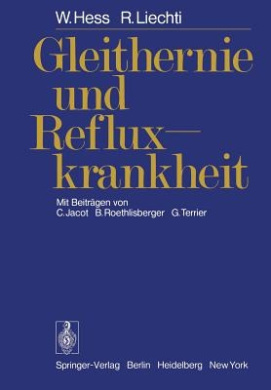 W. Hess R. Liechti
Gleithernie
und
Reflux—
krankheit
Mit Beiträgen von
C. Jacot B. Roethlisberger G. Terrier
Springer-Verlag Berlin Heidelberg New York